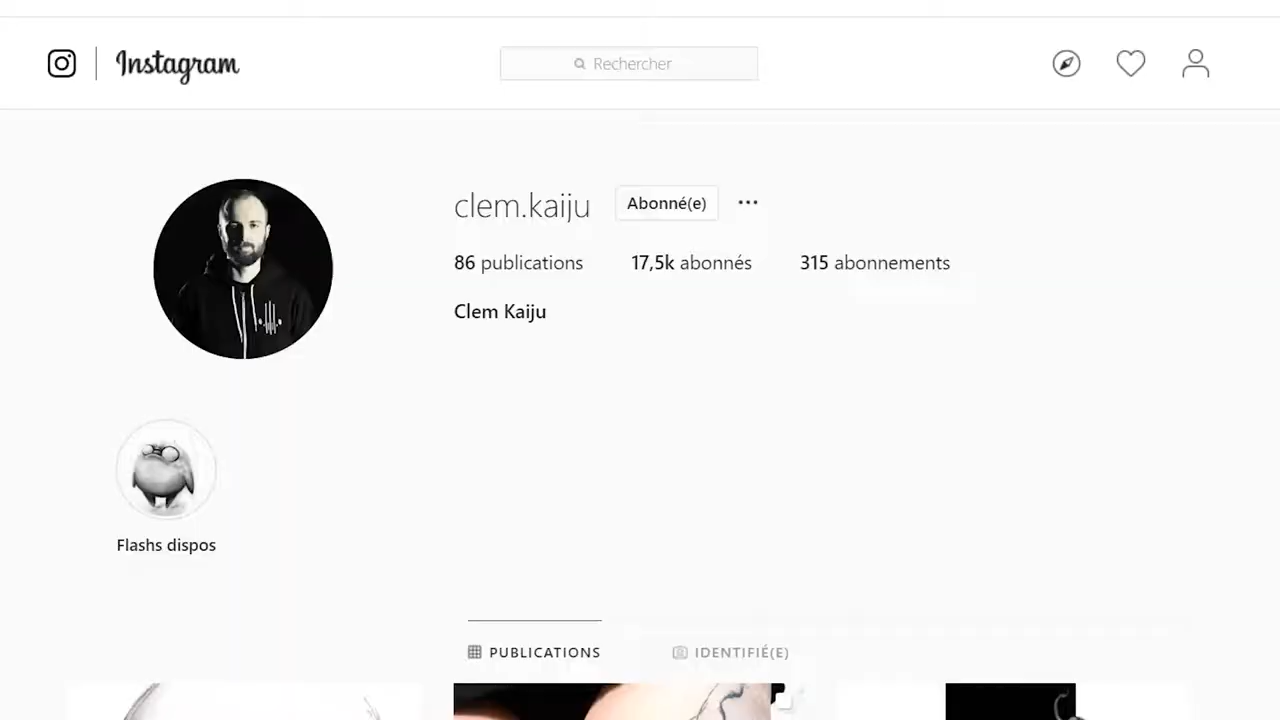 Instagram
Rechercher
clem.kaiju Abonné(e)
86 publications 17,5k abonnés 315 abonnements
Clem Kaiju
Flashs dispos
PUBLICATIONS IDENTIFIÉ(E)